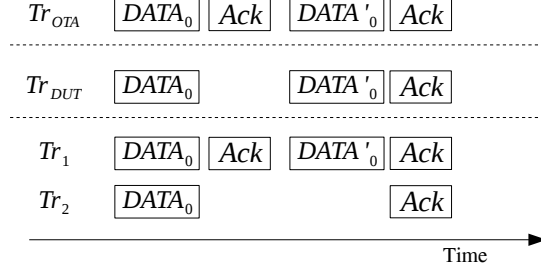 Tr_OTA DATA_0 Ack DATA'_0 Ack
Tr_DUT DATA_0 DATA'_0 Ack
Tr_1 DATA_0 Ack DATA'_0 Ack
Tr_2 DATA_0 Ack
Time